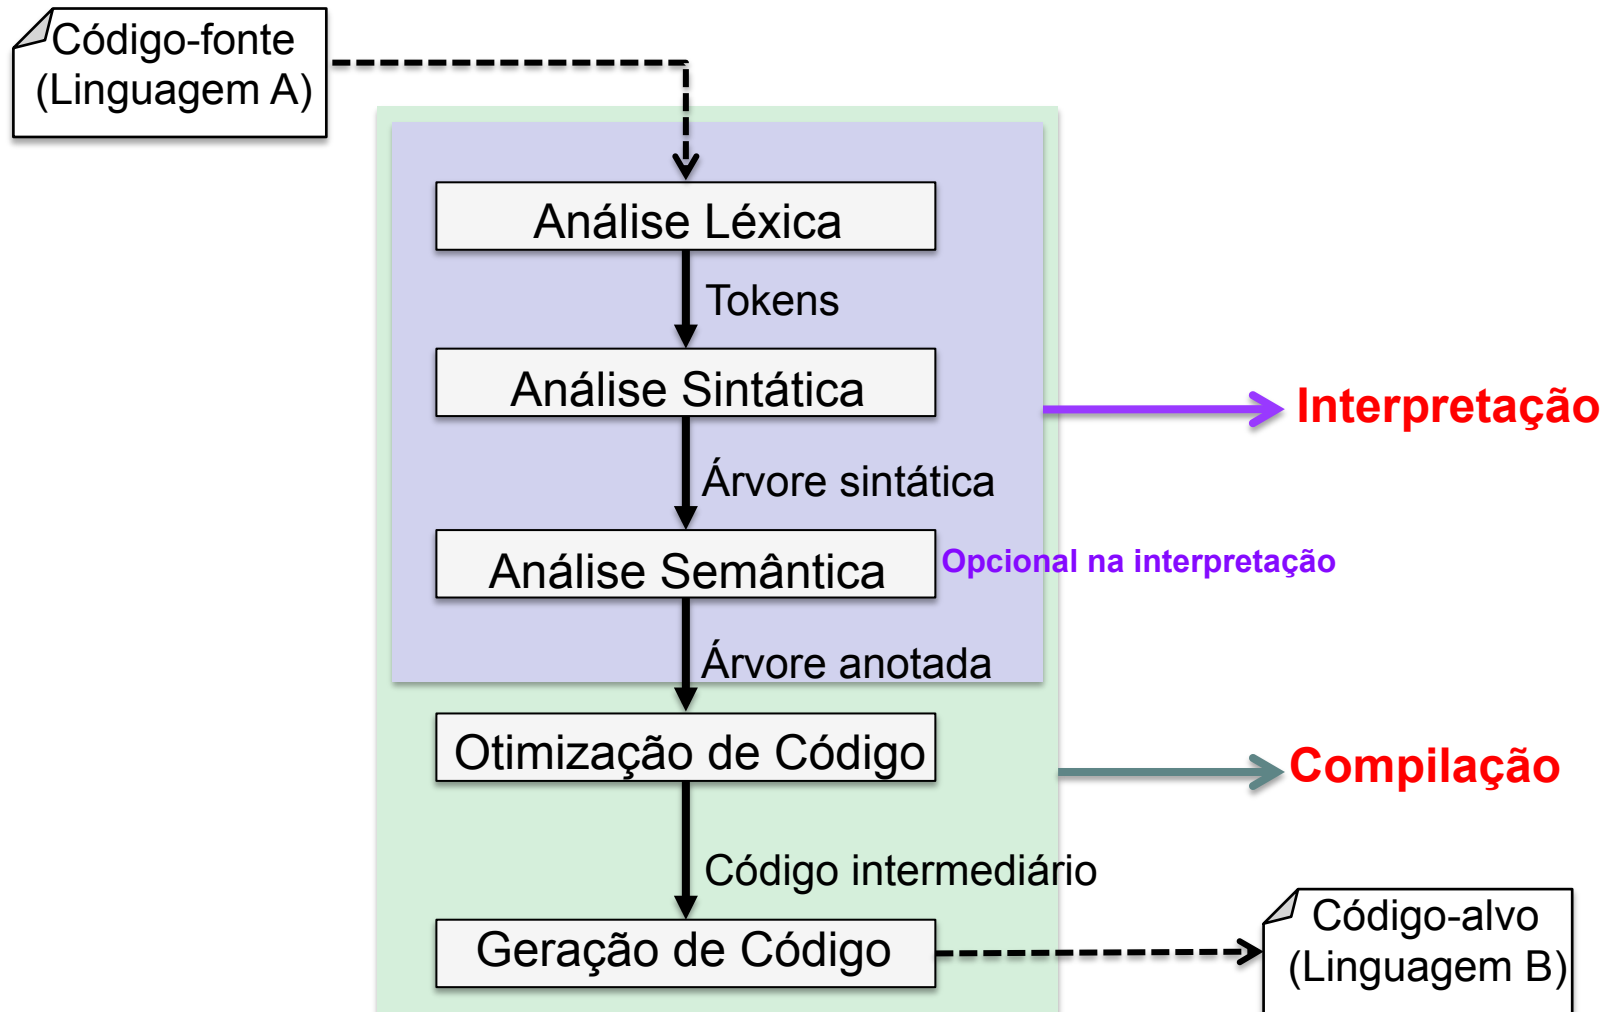 Código-fonte
(Linguagem A)
Análise Léxica
Tokens
Análise Sintática
Interpretação
Árvore sintática
Análise Semântica
Opcional na interpretação
Árvore anotada
Otimização de Código
Compilação
Código intermediário
Geração de Código
Código-alvo
(Linguagem B)